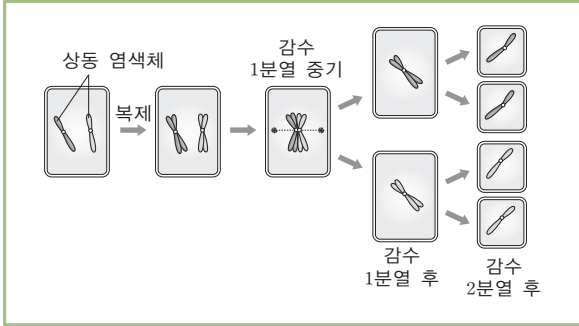 상동 염색체
복제
감수
1분열 중기
감수
1분열 후
감수
2분열 후